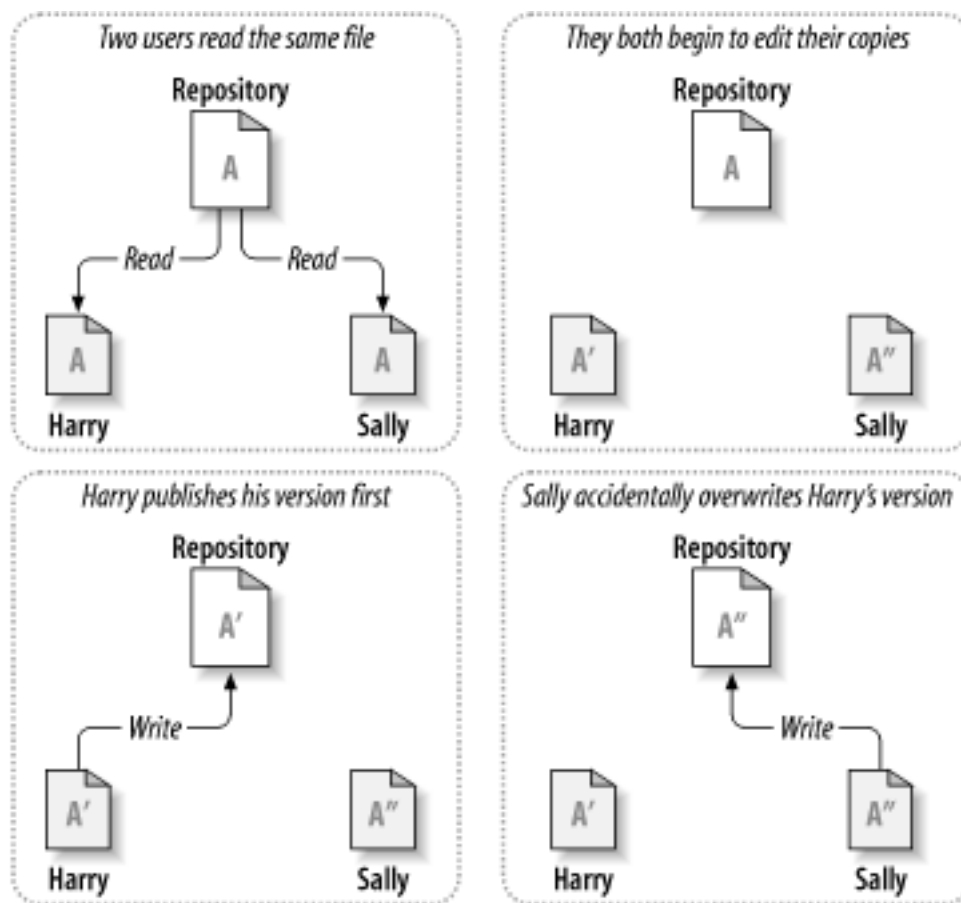 Two users read the same file
Repository
A
Read Read
A A
Harry Sally
They both begin to edit their copies
Repository
A
A′ A″
Harry Sally
Harry publishes his version first
Repository
A′
Write
A′ A″
Harry Sally
Sally accidentally overwrites Harry’s version
Repository
A″
Write
A′ A″
Harry Sally